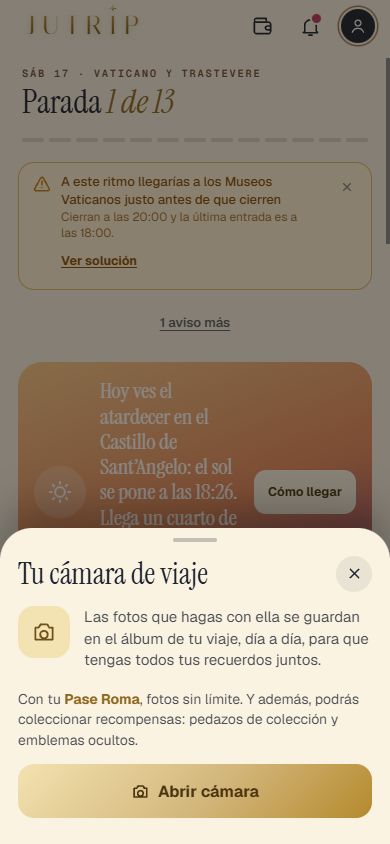 JUTRIP
SÁB 17 · VATICANO Y TRASTEVERE
Parada 1 de 13
A este ritmo llegarías a los Museos
Vaticanos justo antes de que cierren
Cierran a las 20:00 y la última entrada es a
las 18:00.
Ver solución
1 aviso más
Hoy ves el
atardecer en el
Castillo de
Sant’Angelo: el sol
se pone a las 18:26.
Llega un cuarto de
Cómo llegar
Tu cámara de viaje
Las fotos que hagas con ella se guardan
en el álbum de tu viaje, día a día, para que
tengas todos tus recuerdos juntos.
Con tu Pase Roma, fotos sin límite. Y además, podrás
coleccionar recompensas: pedazos de colección y
emblemas ocultos.
Abrir cámara